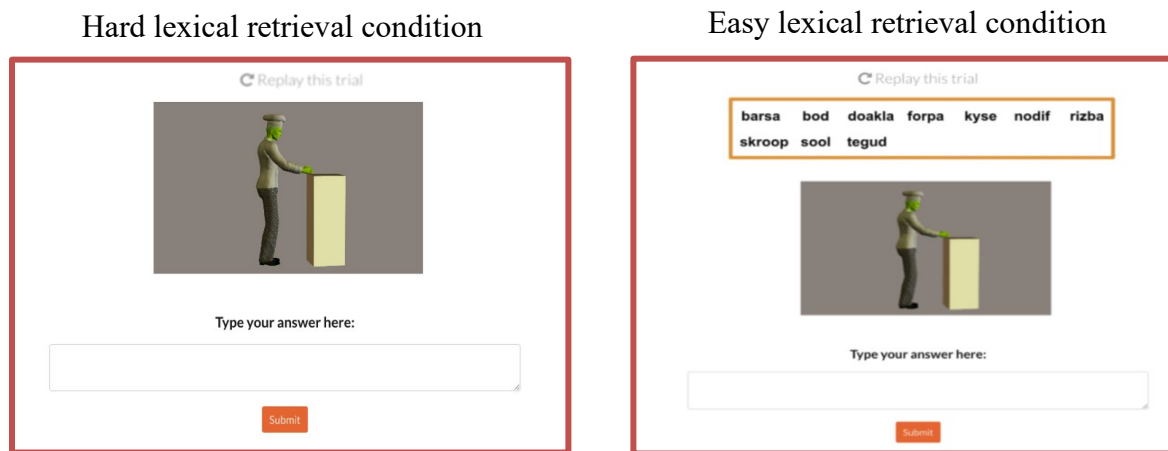 Hard lexical retrieval condition
Replay this trial
Type your answer here:
Submit
Easy lexical retrieval condition
Replay this trial
barsa bod doakla forpa kyse nodif rizba
skroop sool tegud
Type your answer here:
Submit